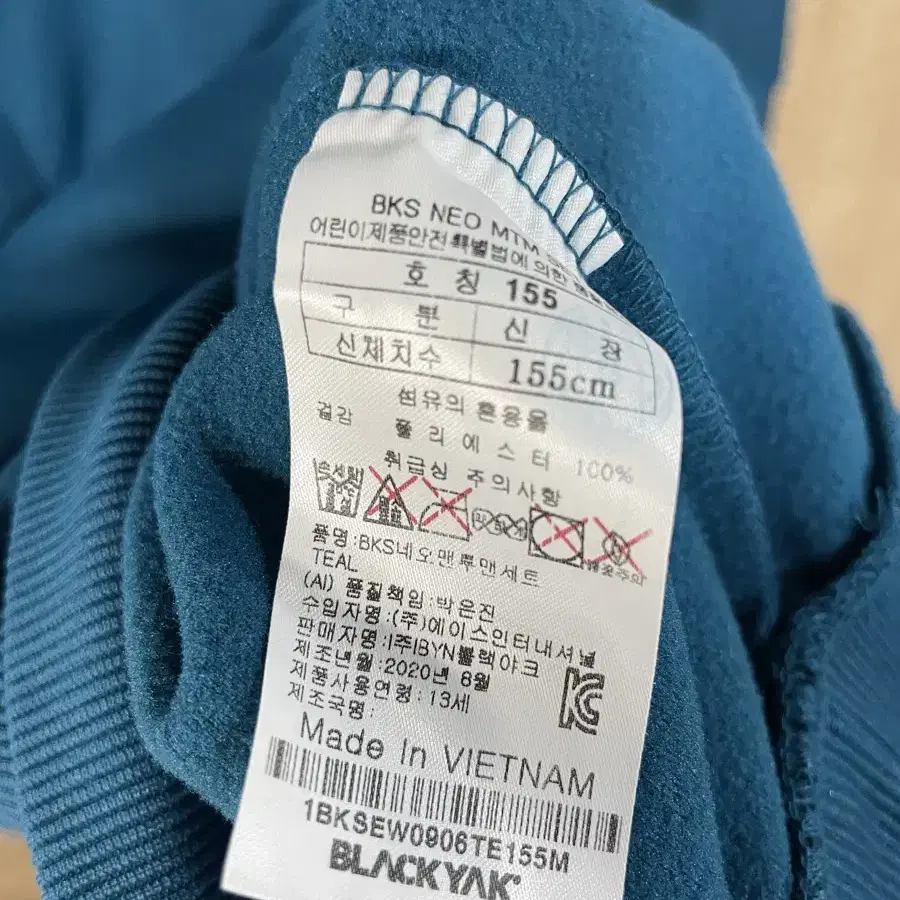 BKS NEO MTM
어린이제품안전특별법에 의한
호 칭 155
구 분 신 장
신체치수 155cm
섬유의 혼용율
겉감 폴 리 에 스 터 100%
취급상 주의사항
손세탁
품명:BKS네오맨투맨세트
TEAL
(AI) 품질책임:박은진
수입자명:(주)에이스인터내셔널
판매자명:(주)BYN블랙야크
제조년월:2020년 8월
제품사용연령:13세
제조국명:
Made In VIETNAM
1BKSEW0906TE155M
BLACKYAK